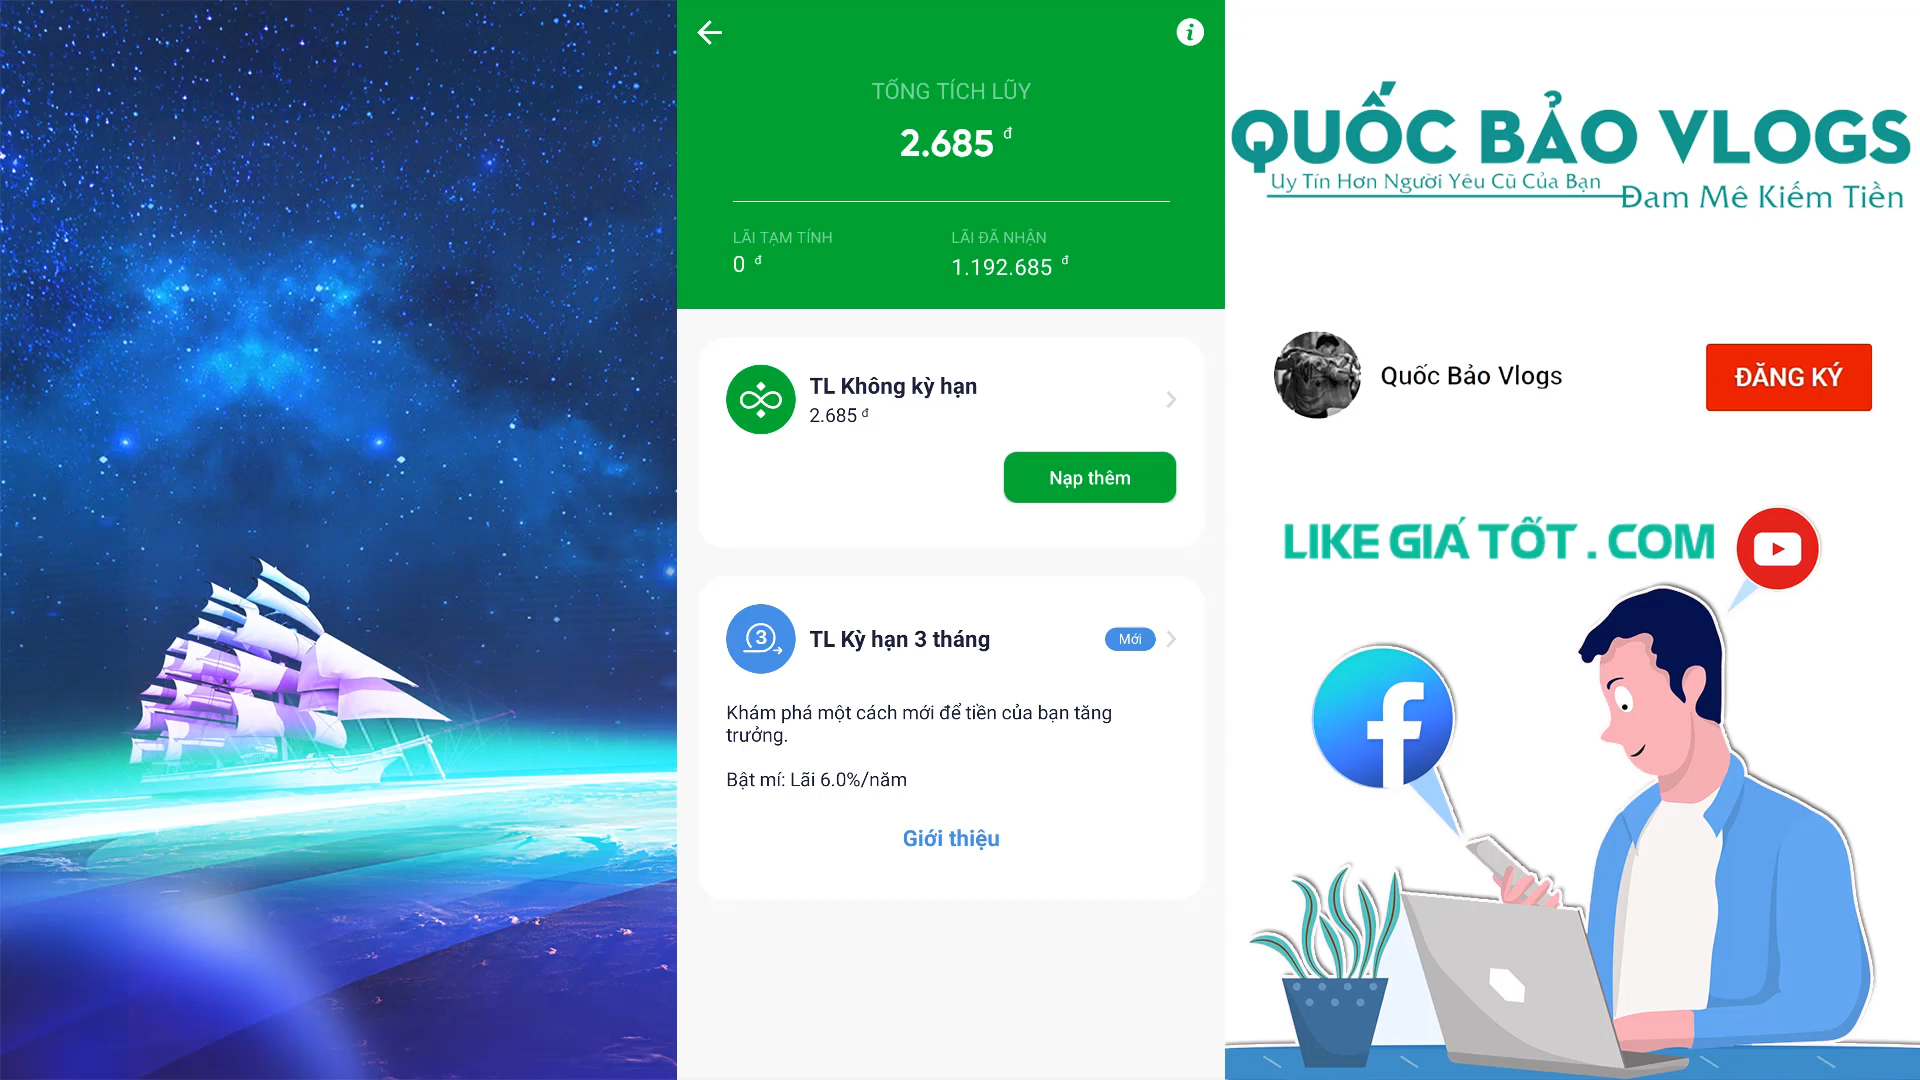 TỔNG TÍCH LŨY
2.685 đ
LÃI TẠM TÍNH
0 đ
LÃI ĐÃ NHẬN
1.192.685 đ
TL Không kỳ hạn
2.685 đ
Nạp thêm
3
TL Kỳ hạn 3 tháng
Mới
Khám phá một cách mới để tiền của bạn tăng
trưởng.
Bật mí: Lãi 6.0%/năm
Giới thiệu
QUỐC BẢO VLOGS
Uy Tín Hơn Người Yêu Cũ Của Bạn
Đam Mê Kiếm Tiền
Quốc Bảo Vlogs
ĐĂNG KÝ
LIKE GIÁ TỐT . COM